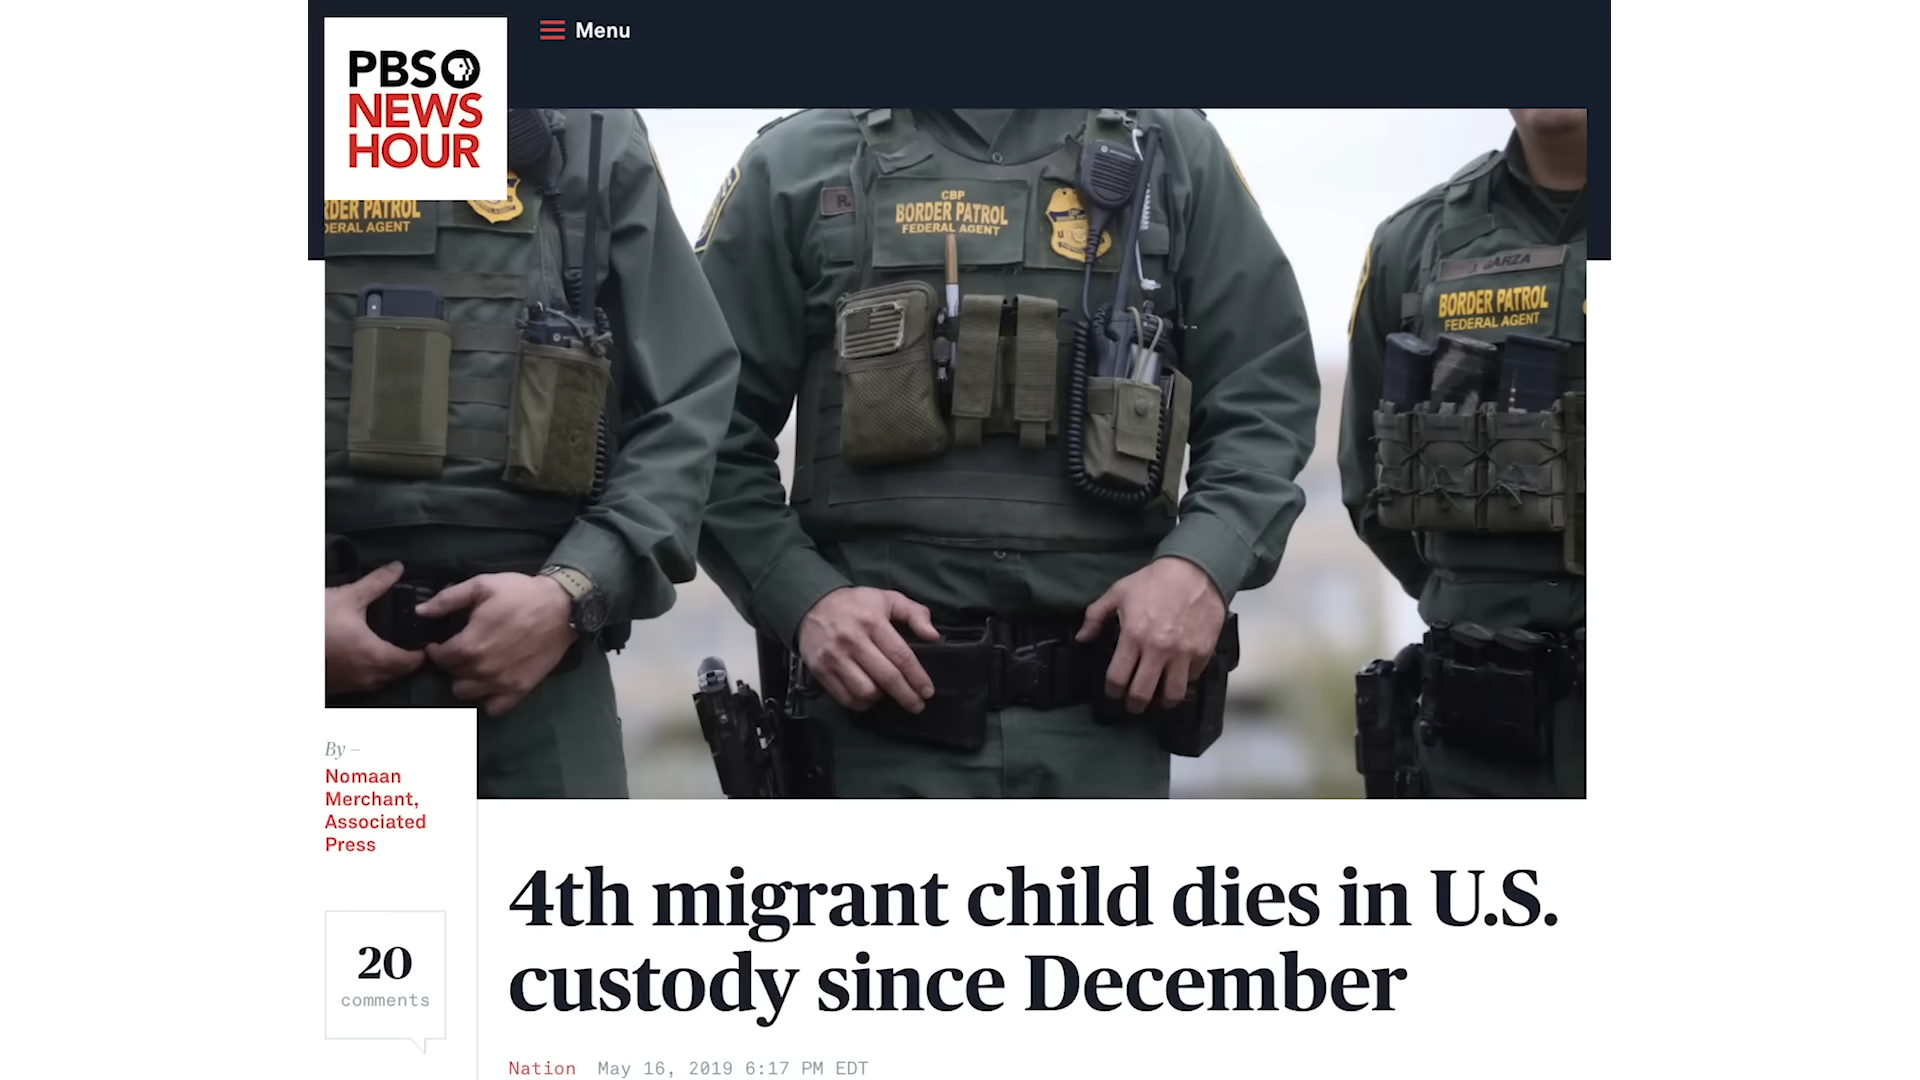 Menu
PBS
NEWS
HOUR
RDER PATROL
DERAL AGENT
CBP
BORDER PATROL
FEDERAL AGENT
R.
J. GARZA
BORDER PATROL
FEDERAL AGENT
By —
Nomaan
Merchant,
Associated
Press
20
comments
4th migrant child dies in U.S.
custody since December
Nation May 16, 2019 6:17 PM EDT